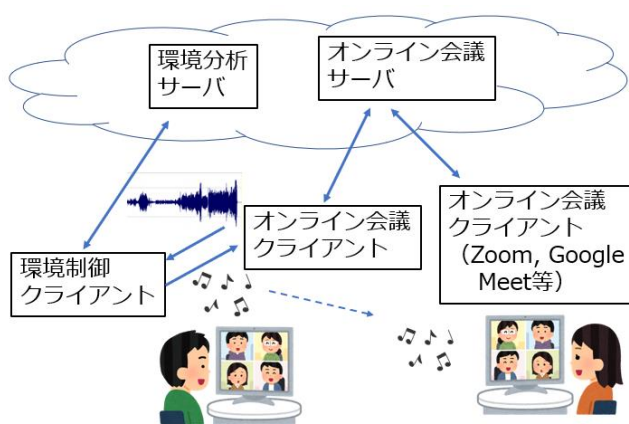 環境分析
サーバ
オンライン会議
サーバ
オンライン会議
クライアント
オンライン会議
クライアント
（Zoom, Google
Meet等）
環境制御
クライアント